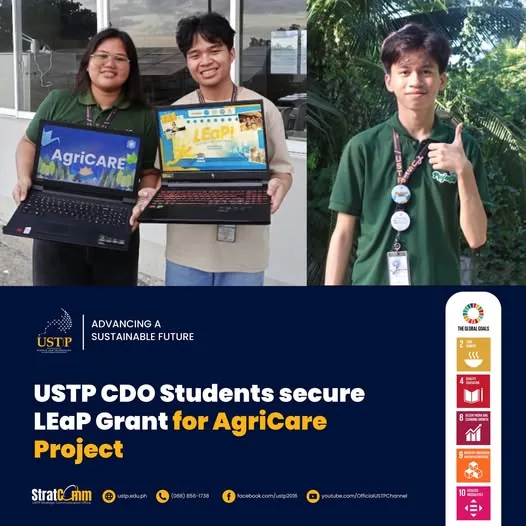 AgriCARE
LEaP!
USTP
ADVANCING A
SUSTAINABLE FUTURE
USTP CDO Students secure
LEaP Grant for AgriCare
Project
THE GLOBAL GOALS
2 ZERO HUNGER
4 QUALITY EDUCATION
8 DECENT WORK AND ECONOMIC GROWTH
9 INDUSTRY, INNOVATION AND INFRASTRUCTURE
10 REDUCED INEQUALITIES
StratComm
ustp.edu.ph
(088) 856-1738
facebook.com/ustp2016
youtube.com/OfficialUSTPChannel